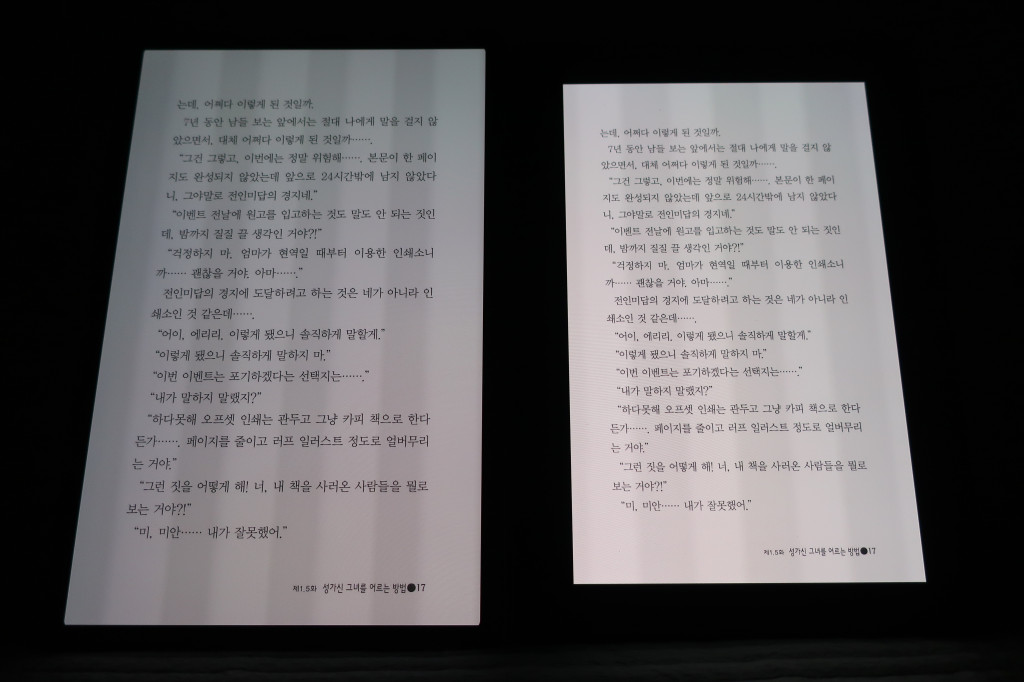 는데, 어쩌다 이렇게 된 것일까.
7년 동안 남들 보는 앞에서는 절대 나에게 말을 걸지 않
았으면서, 대체 어쩌다 이렇게 된 것일까…….
“그건 그렇고, 이번에는 정말 위험해……. 본문이 한 페이
지도 완성되지 않았는데 앞으로 24시간밖에 남지 않았다
니, 그야말로 전인미답의 경지네.”
“이벤트 전날에 원고를 입고하는 것도 말도 안 되는 짓인
데, 밤까지 질질 끌 생각인 거야?!”
“걱정하지 마. 엄마가 현역일 때부터 이용한 인쇄소니
까…… 괜찮을 거야. 아마…….”
전인미답의 경지에 도달하려고 하는 것은 네가 아니라 인
쇄소인 것 같은데…….
“어이, 에리리. 이렇게 됐으니 솔직하게 말할게.”
“이렇게 됐으니 솔직하게 말하지 마.”
“이번 이벤트는 포기하겠다는 선택지는…….”
“내가 말하지 말랬지?”
“하다못해 오프셋 인쇄는 관두고 그냥 카피 책으로 한다
든가……. 페이지를 줄이고 러프 일러스트 정도로 얼버무리
는 거야.”
“그런 짓을 어떻게 해! 너, 내 책을 사러온 사람들을 뭘로
보는 거야?!”
“미, 미안…… 내가 잘못했어.”
제1.5화 성가신 그녀를 어르는 방법●17
는데, 어쩌다 이렇게 된 것일까.
7년 동안 남들 보는 앞에서는 절대 나에게 말을 걸지 않
았으면서, 대체 어쩌다 이렇게 된 것일까…….
“그건 그렇고, 이번에는 정말 위험해……. 본문이 한 페이
지도 완성되지 않았는데 앞으로 24시간밖에 남지 않았다
니, 그야말로 전인미답의 경지네.”
“이벤트 전날에 원고를 입고하는 것도 말도 안 되는 짓인
데, 밤까지 질질 끌 생각인 거야?!”
“걱정하지 마. 엄마가 현역일 때부터 이용한 인쇄소니
까…… 괜찮을 거야. 아마…….”
전인미답의 경지에 도달하려고 하는 것은 네가 아니라 인
쇄소인 것 같은데…….
“어이, 에리리. 이렇게 됐으니 솔직하게 말할게.”
“이렇게 됐으니 솔직하게 말하지 마.”
“이번 이벤트는 포기하겠다는 선택지는…….”
“내가 말하지 말랬지?”
“하다못해 오프셋 인쇄는 관두고 그냥 카피 책으로 한다
든가……. 페이지를 줄이고 러프 일러스트 정도로 얼버무리
는 거야.”
“그런 짓을 어떻게 해! 너, 내 책을 사러온 사람들을 뭘로
보는 거야?!”
“미, 미안…… 내가 잘못했어.”
제1.5화 성가신 그녀를 어르는 방법●17